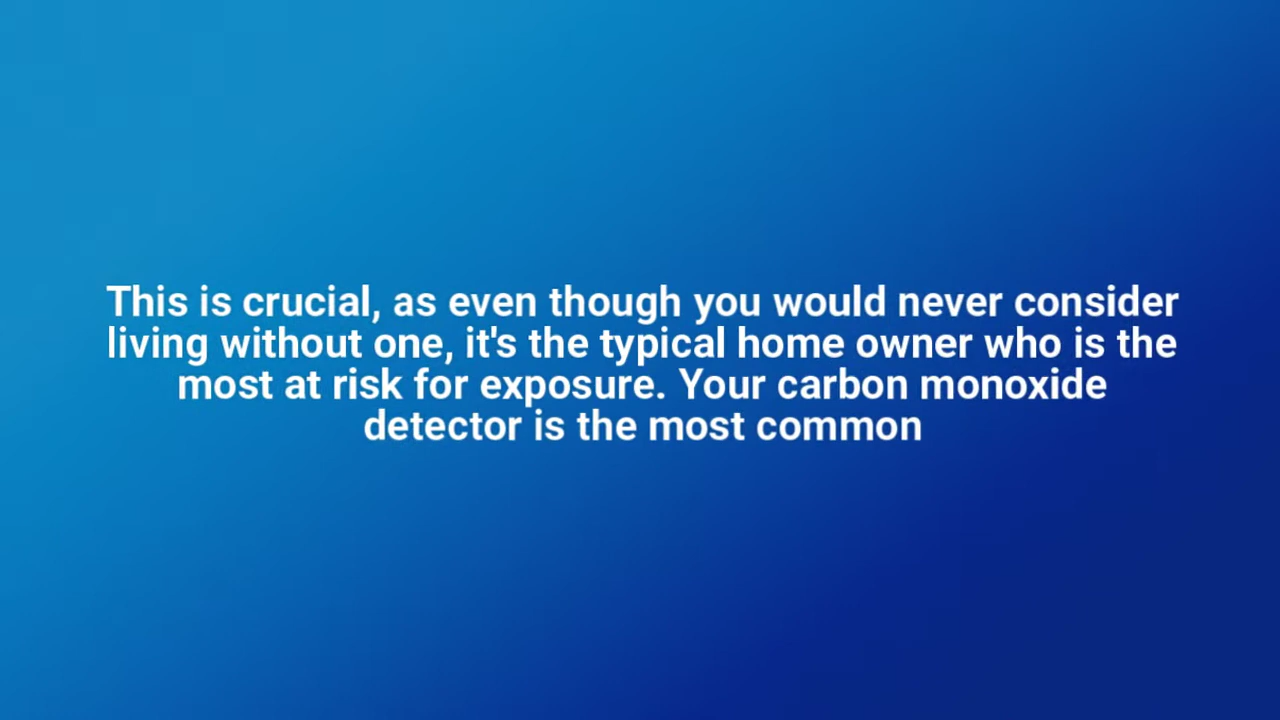 This is crucial, as even though you would never consider
living without one, it's the typical home owner who is the
most at risk for exposure. Your carbon monoxide
detector is the most common